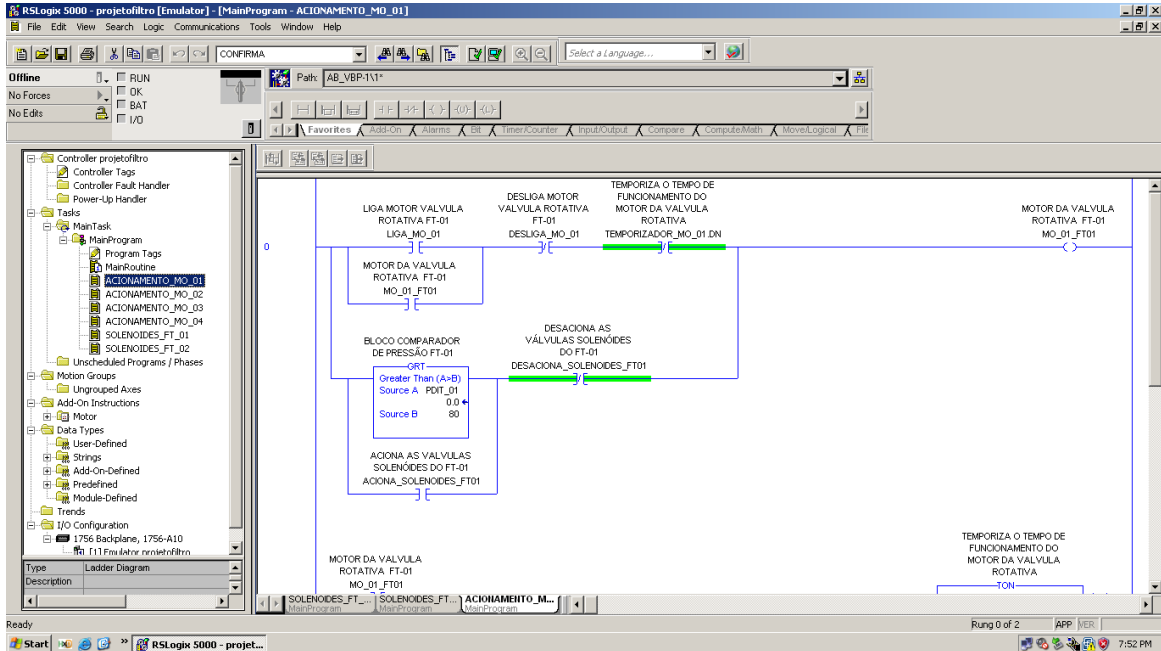 RSLogix 5000 - projetofiltro [Emulator] - [MainProgram - ACIONAMENTO_MO_01]
File Edit View Search Logic Communications Tools Window Help
CONFIRMA
Select a Language...
Offline
RUN
No Forces
OK
No Edits
BAT
I/O
Path: AB_VBP-1\1*
Favorites Add-On Alarms Bit Timer/Counter Input/Output Compare Compute/Math Move/Logical File
Controller projetofiltro
Controller Tags
Controller Fault Handler
Power-Up Handler
Tasks
MainTask
MainProgram
Program Tags
MainRoutine
ACIONAMENTO_MO_01
ACIONAMENTO_MO_02
ACIONAMENTO_MO_03
ACIONAMENTO_MO_04
SOLENOIDES_FT_01
SOLENOIDES_FT_02
Unscheduled Programs / Phases
Motion Groups
Ungrouped Axes
Add-On Instructions
Motor
Data Types
User-Defined
Strings
Add-On-Defined
Predefined
Module-Defined
Trends
I/O Configuration
1756 Backplane, 1756-A10
[1] Emulator projetofiltro
Type Ladder Diagram
Description
0
LIGA MOTOR VALVULA
ROTATIVA FT-01
LIGA_MO_01
DESLIGA MOTOR
VALVULA ROTATIVA
FT-01
DESLIGA_MO_01
TEMPORIZA O TEMPO DE
FUNCIONAMENTO DO
MOTOR DA VALVULA
ROTATIVA
TEMPORIZADOR_MO_01.DN
MOTOR DA VALVULA
ROTATIVA FT-01
MO_01_FT01
MOTOR DA VALVULA
ROTATIVA FT-01
MO_01_FT01
BLOCO COMPARADOR
DE PRESSÃO FT-01
GRT
Greater Than (A>B)
Source A PDIT_01
0.0
Source B 80
DESACIONA AS
VÁLVULAS SOLENÓIDES
DO FT-01
DESACIONA_SOLENOIDES_FT01
ACIONA AS VALVULAS
SOLENÓIDES DO FT-01
ACIONA_SOLENOIDES_FT01
MOTOR DA VALVULA
ROTATIVA FT-01
MO_01_FT01
TEMPORIZA O TEMPO DE
FUNCIONAMENTO DO
MOTOR DA VALVULA
ROTATIVA
TON
SOLENOIDES_FT_... SOLENOIDES_FT... ACIONAMENTO_M...
MainProgram MainProgram MainProgram
Ready
Rung 0 of 2 APP VER
Start RSLogix 5000 - projet... 7:52 PM